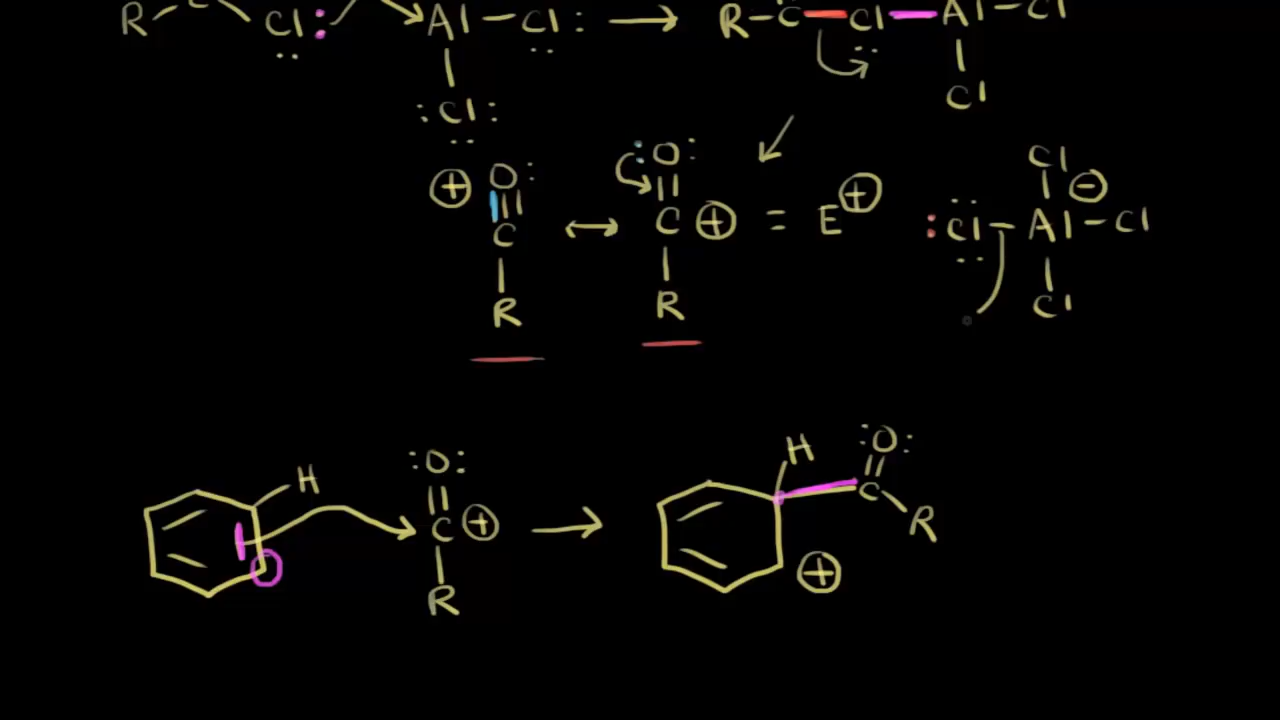 R C Cl: Al—Cl: → R—C—Cl—Al—Cl
:Cl: Cl
⊕ O: :O: Cl ⊖
C ↔ C ⊕ = E⊕ :Cl—Al—Cl
R R Cl
H :O: H :O:
C ⊕ → C
R ⊕ R